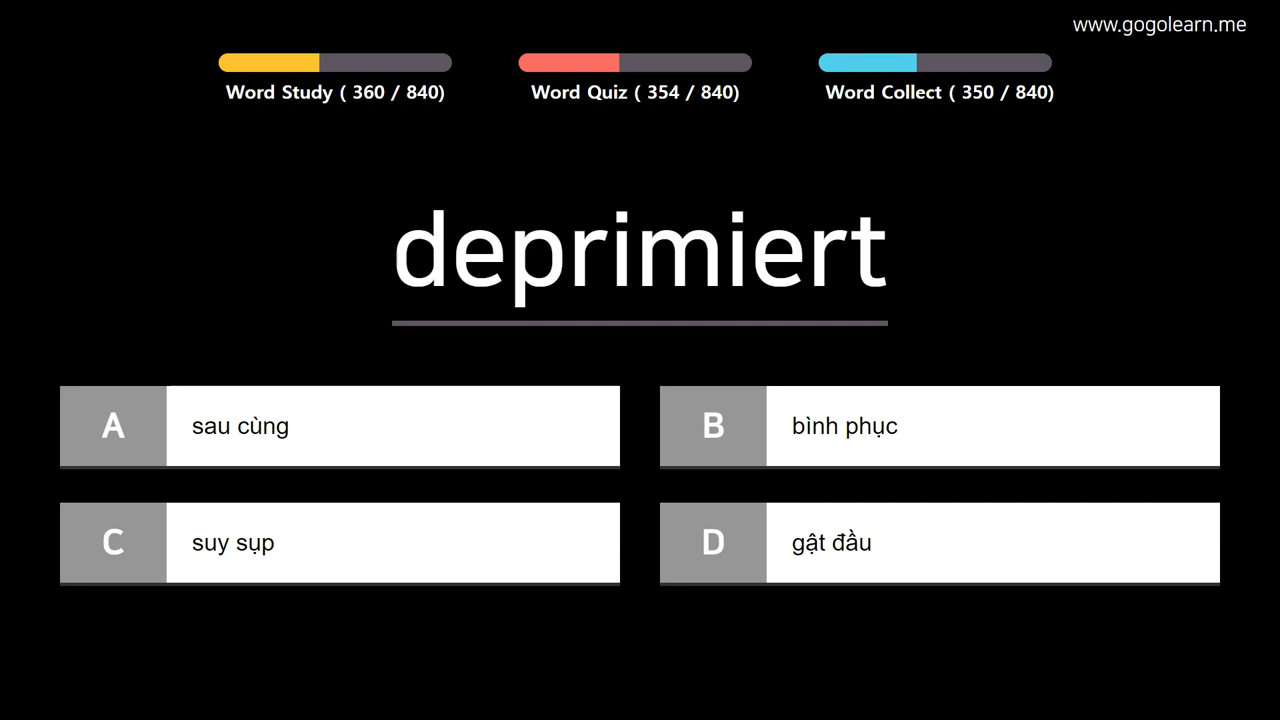 www.gogolearn.me
Word Study ( 360 / 840)
Word Quiz ( 354 / 840)
Word Collect ( 350 / 840)
deprimiert
A sau cùng
B bình phục
C suy sụp
D gật đầu